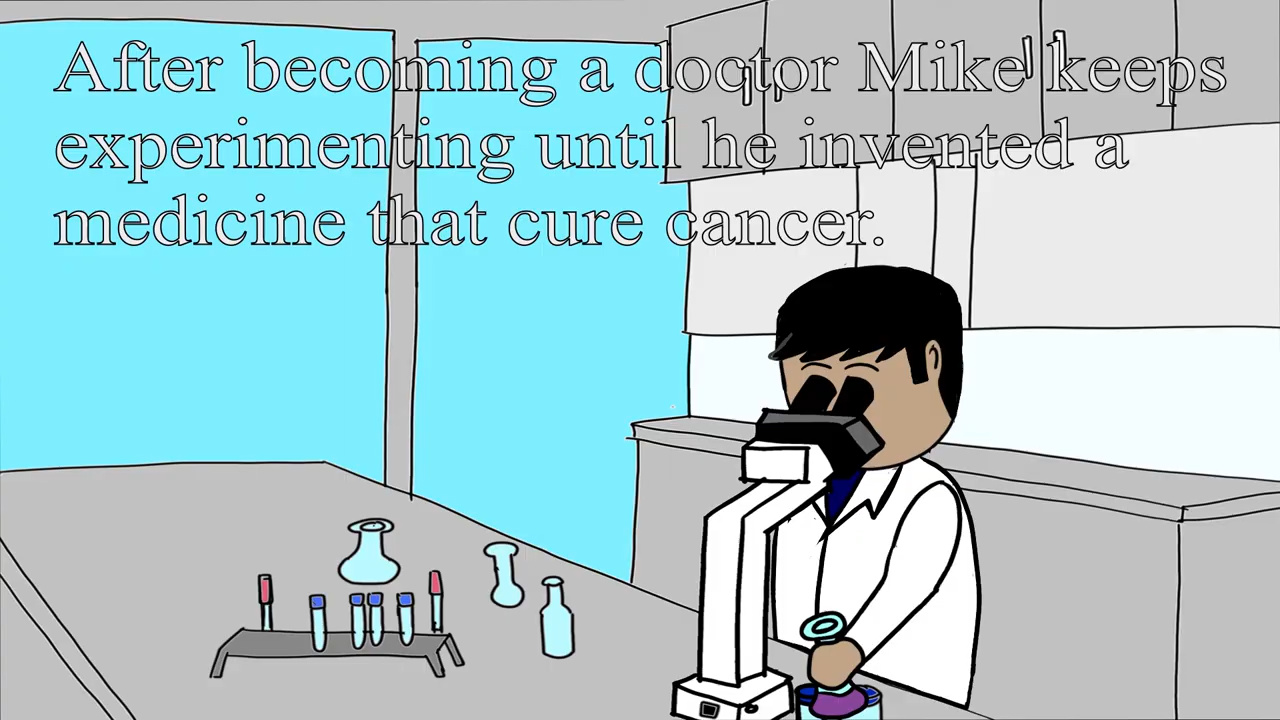 After becoming a doctor Mike keeps
experimenting until he invented a
medicine that cure cancer.